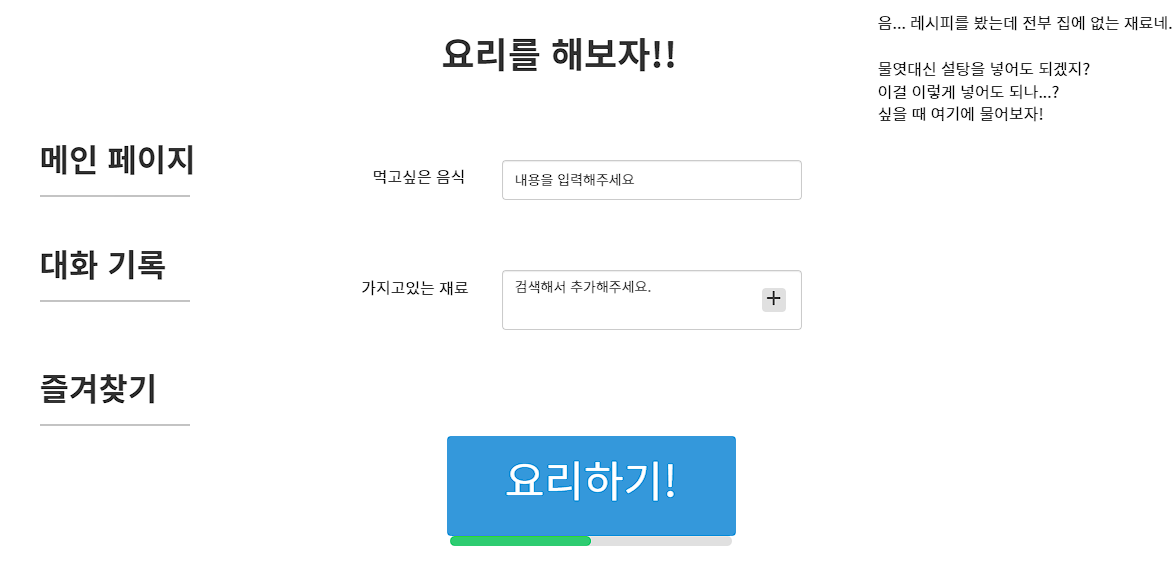 요리를 해보자!!
음... 레시피를 봤는데 전부 집에 없는 재료네.
물엿대신 설탕을 넣어도 되겠지?
이걸 이렇게 넣어도 되나...?
싶을 때 여기에 물어보자!
메인 페이지
대화 기록
즐겨찾기
먹고싶은 음식
내용을 입력해주세요
가지고있는 재료
검색해서 추가해주세요.
+
요리하기!